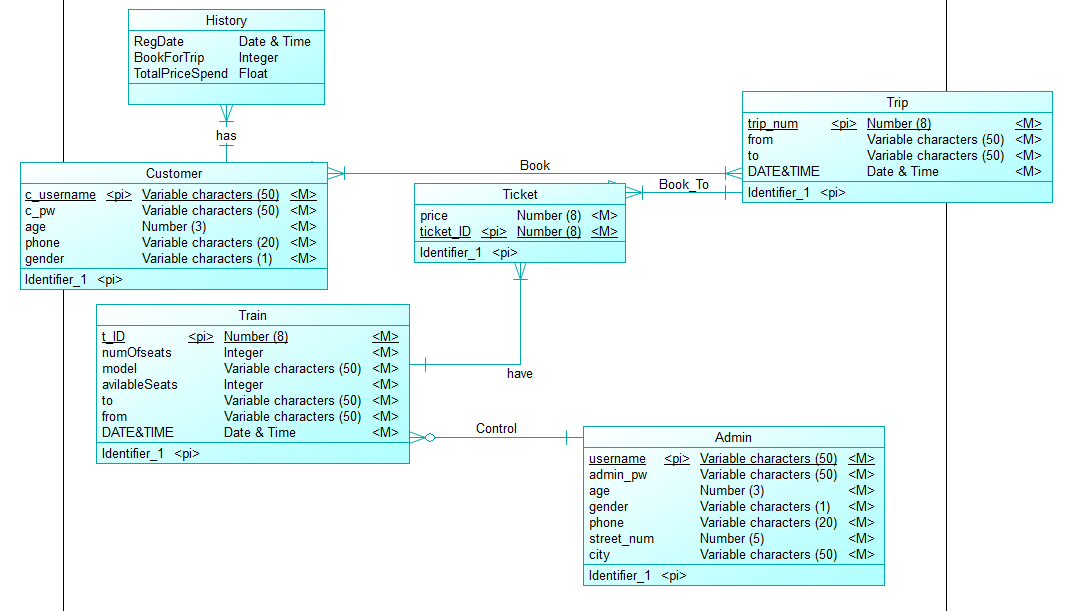 History
RegDate Date & Time
BookForTrip Integer
TotalPriceSpend Float
has
Customer
c_username <pi> Variable characters (50) <M>
c_pw Variable characters (50) <M>
age Number (3) <M>
phone Variable characters (20) <M>
gender Variable characters (1) <M>
Identifier_1 <pi>
Book
Trip
trip_num <pi> Number (8) <M>
from Variable characters (50) <M>
to Variable characters (50) <M>
DATE&TIME Date & Time <M>
Identifier_1 <pi>
Book_To
Ticket
price Number (8) <M>
ticket_ID <pi> Number (8) <M>
Identifier_1 <pi>
have
Train
t_ID <pi> Number (8) <M>
numOfseats Integer <M>
model Variable characters (50) <M>
avilableSeats Integer <M>
to Variable characters (50) <M>
from Variable characters (50) <M>
DATE&TIME Date & Time <M>
Identifier_1 <pi>
Control
Admin
username <pi> Variable characters (50) <M>
admin_pw Variable characters (50) <M>
age Number (3) <M>
gender Variable characters (1) <M>
phone Variable characters (20) <M>
street_num Number (5) <M>
city Variable characters (50) <M>
Identifier_1 <pi>